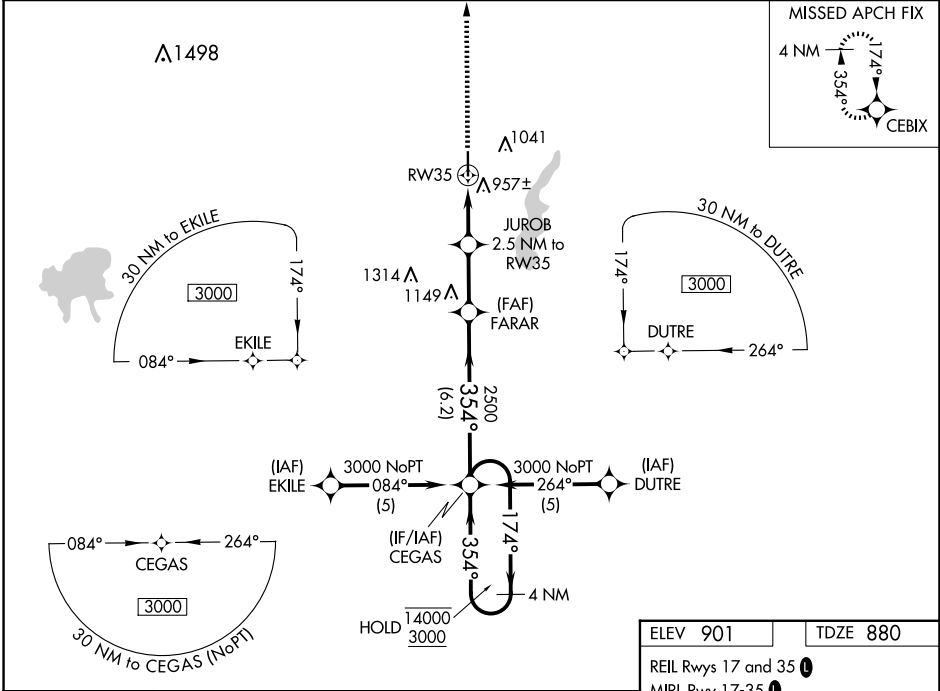 MISSED APCH FIX
4 NM
174°
354°
CEBIX
1498
1041
RW35
957±
JUROB
2.5 NM to
RW35
1314
1149
(FAF)
FARAR
30 NM to EKILE
174°
3000
EKILE
084°
30 NM to DUTRE
174°
3000
DUTRE
264°
2500
354°
(6.2)
(IAF)
EKILE
3000 NoPT
084°
(5)
3000 NoPT
264°
(5)
(IAF)
DUTRE
(IF/IAF)
CEGAS
354°
174°
4 NM
HOLD
14000
3000
084°
264°
CEGAS
3000
30 NM to CEGAS (NoPT)
ELEV 901
TDZE 880
REIL Rwys 17 and 35 L
MIRL Rwy 17-35 L